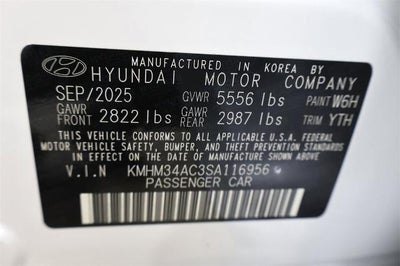 MANUFACTURED IN KOREA BY
HYUNDAI MOTOR COMPANY
SEP/2025 GVWR 5556 lbs PAINT W6H
GAWR FRONT 2822 lbs GAWR REAR 2987 lbs TRIM YTH
THIS VEHICLE CONFORMS TO ALL APPLICABLE U.S.A. FEDERAL
MOTOR VEHICLE SAFETY, BUMPER, AND THEFT PREVENTION
STANDARDS IN EFFECT ON THE DATE OF MANUFACTURE SHOWN ABOVE.
V.I.N KMHM34AC3SA116956
PASSENGER CAR